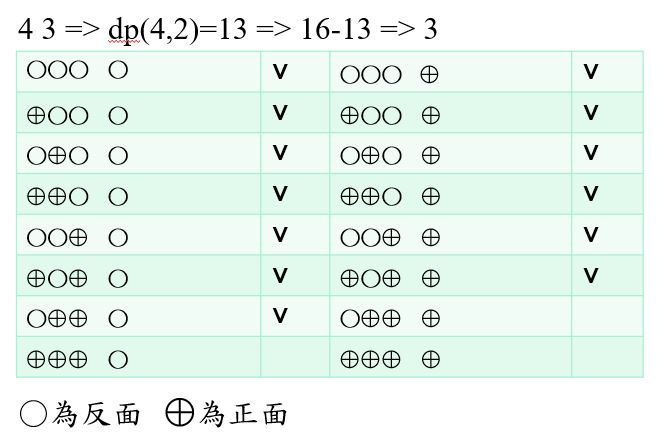 4 3 => dp(4,2)=13 => 16-13 => 3
○○○ ○ V ○○○ ⊕ V
⊕○○ ○ V ⊕○○ ⊕ V
○⊕○ ○ V ○⊕○ ⊕ V
⊕⊕○ ○ V ⊕⊕○ ⊕ V
○○⊕ ○ V ○○⊕ ⊕ V
⊕○⊕ ○ V ⊕○⊕ ⊕ V
○⊕⊕ ○ V ○⊕⊕ ⊕
⊕⊕⊕ ○ ⊕⊕⊕ ⊕
○為反面 ⊕為正面